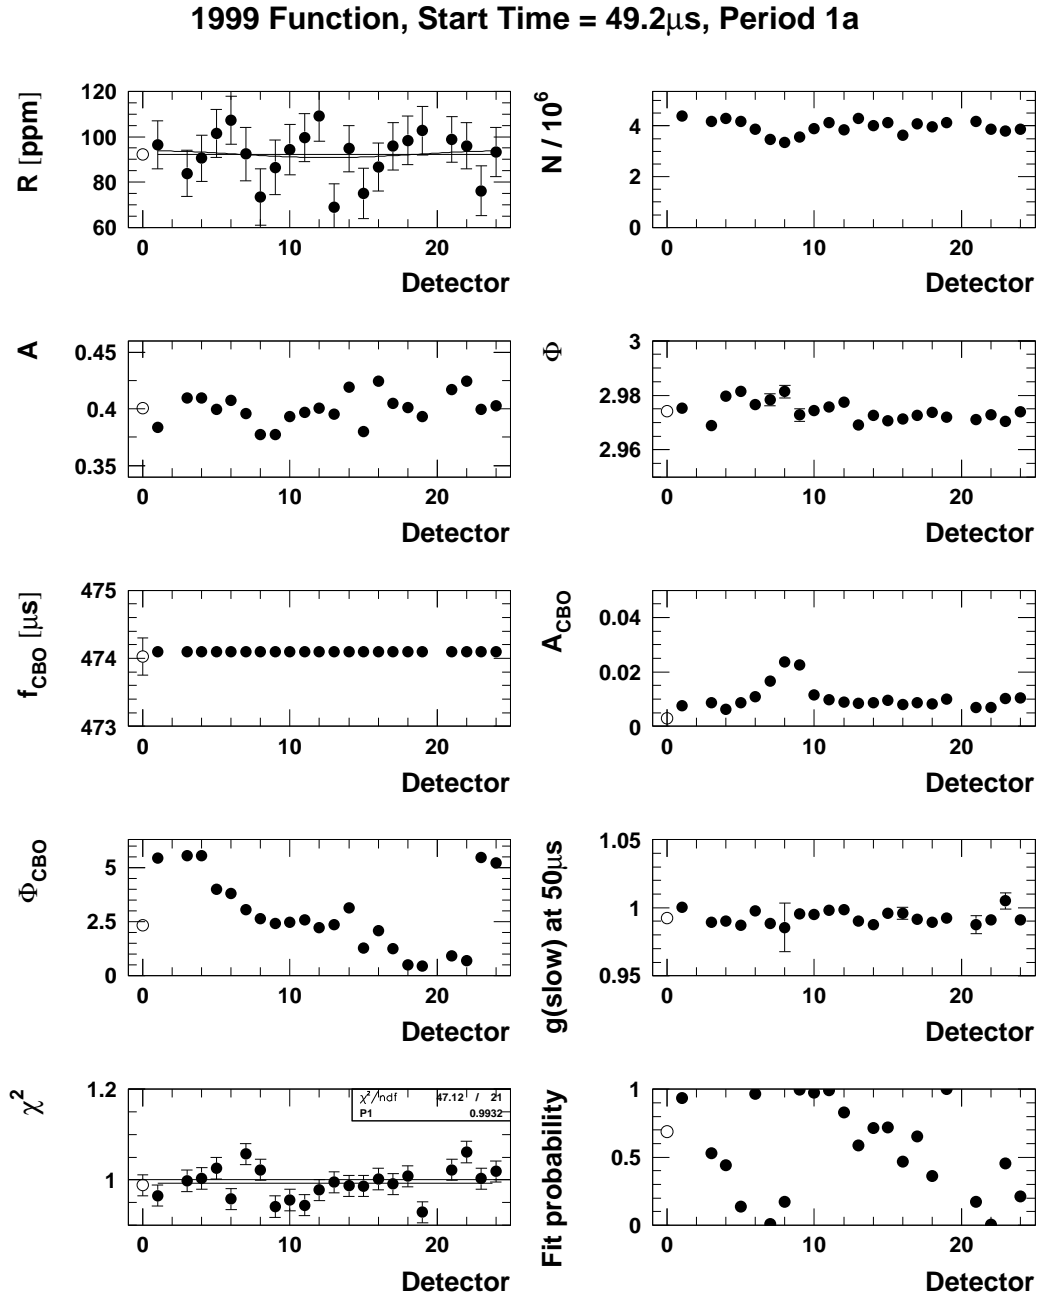 1999 Function, Start Time = 49.2μs, Period 1a
R [ppm]
120
100
80
60
0
10
20
Detector
N / 10^6
4
2
0
0
10
20
Detector
A
0.45
0.4
0.35
0
10
20
Detector
Φ
3
2.98
2.96
0
10
20
Detector
f_CBO [μs]
475
474
473
0
10
20
Detector
A_CBO
0.04
0.02
0
0
10
20
Detector
Φ_CBO
5
2.5
0
0
10
20
Detector
g(slow) at 50μs
1.05
1
0.95
0
10
20
Detector
χ²
1.2
1
0.8
χ²/ndf 47.12 / 21
P1 0.9932
0
10
20
Detector
Fit probability
1
0.5
0
0
10
20
Detector